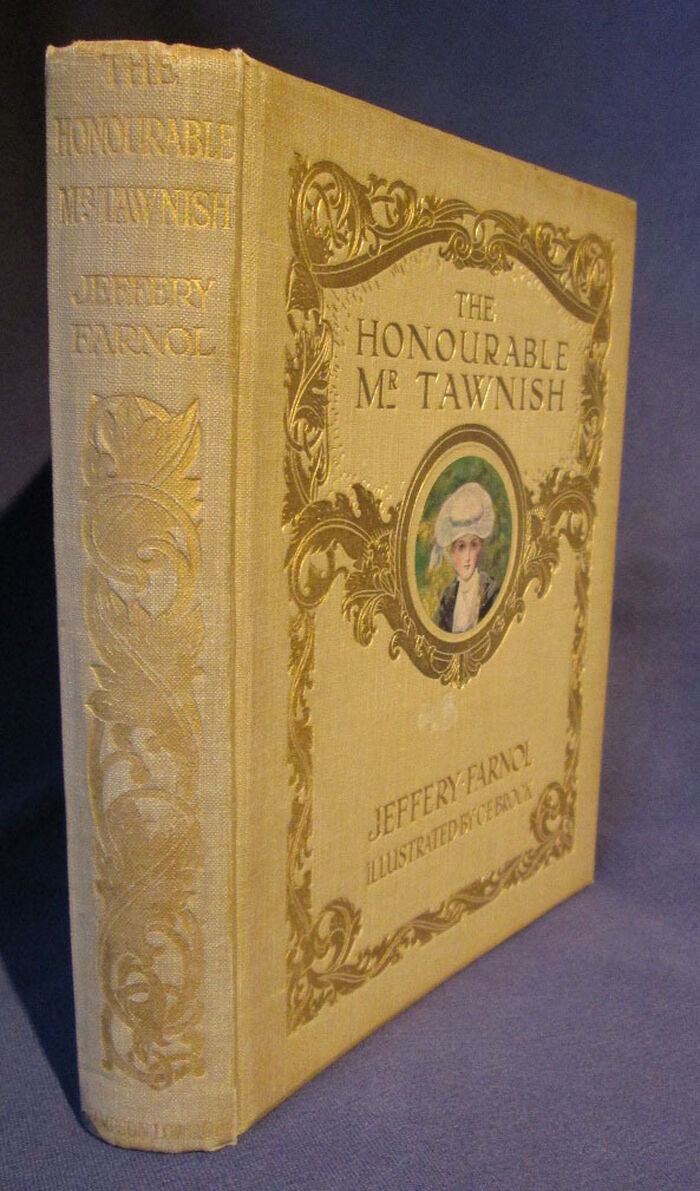 THE
HONOURABLE
MR TAWNISH
JEFFERY
FARNOL
THE
HONOURABLE
MR TAWNISH
JEFFERY·FARNOL
ILLUSTRATED BY C·E·BROCK